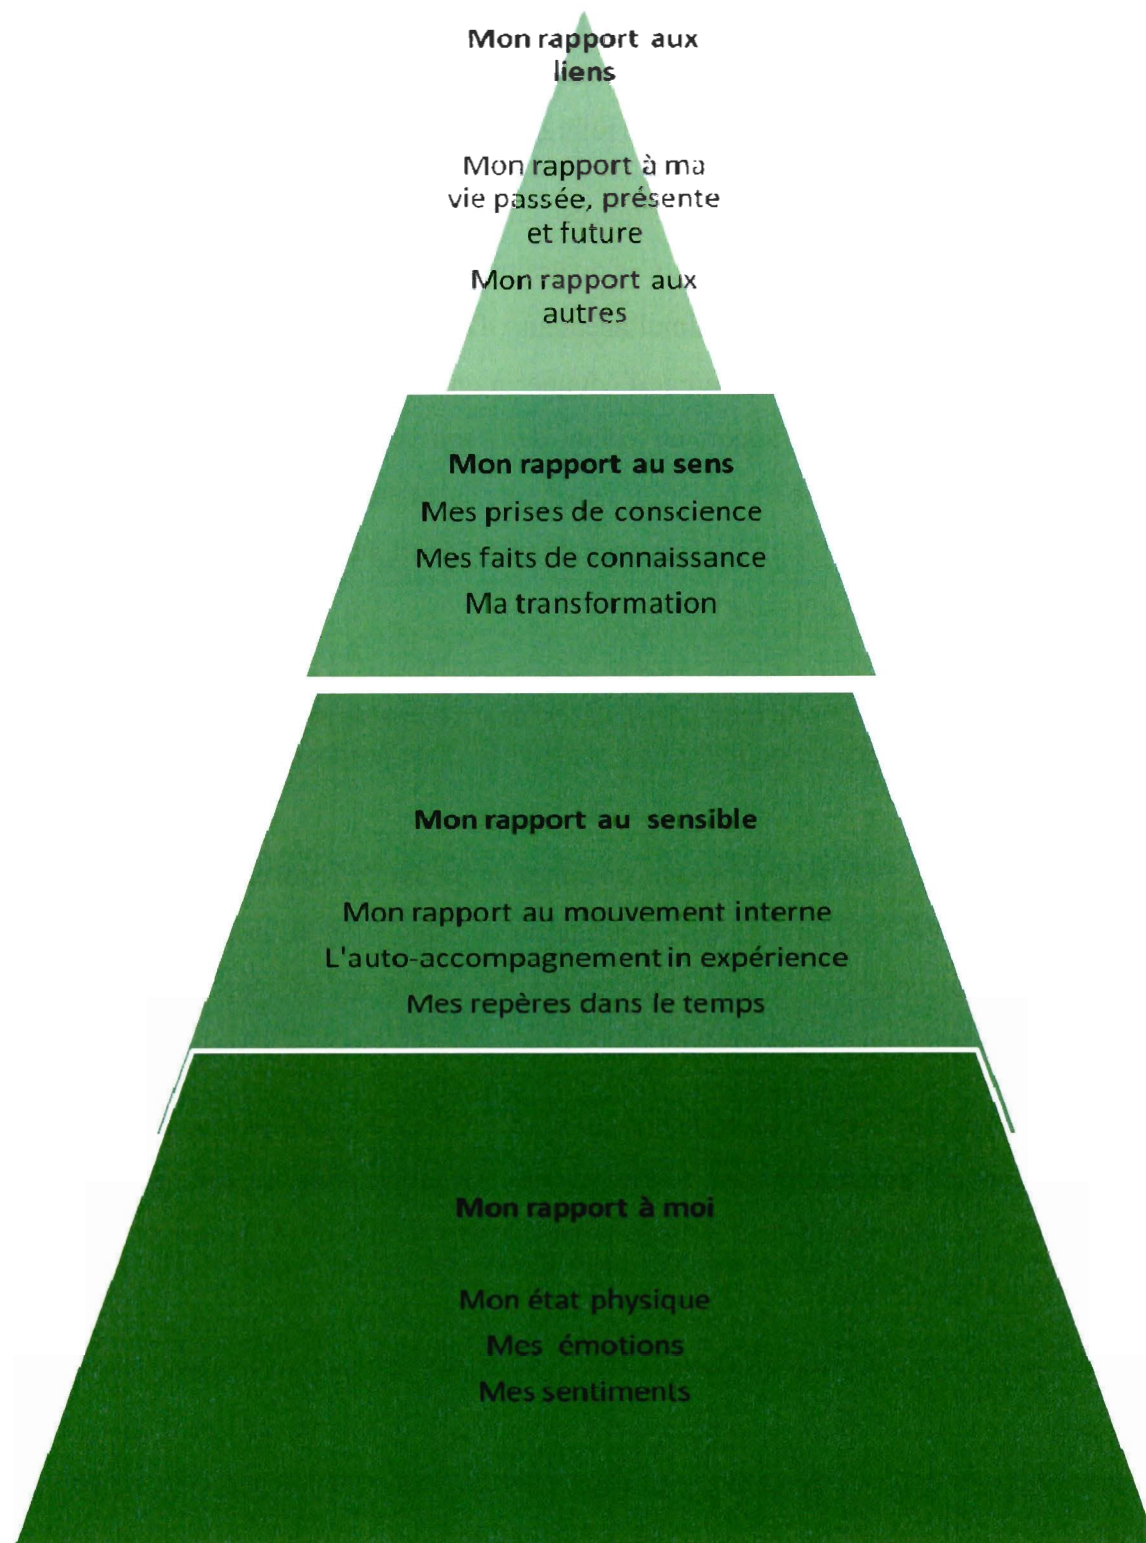 Mon rapport aux
liens
Mon rapport à ma
vie passée, présente
et future
Mon rapport aux
autres
Mon rapport au sens
Mes prises de conscience
Mes faits de connaissance
Ma transformation
Mon rapport au sensible
Mon rapport au mouvement interne
L'auto-accompagnement in expérience
Mes repères dans le temps
Mon rapport à moi
Mon état physique
Mes émotions
Mes sentiments